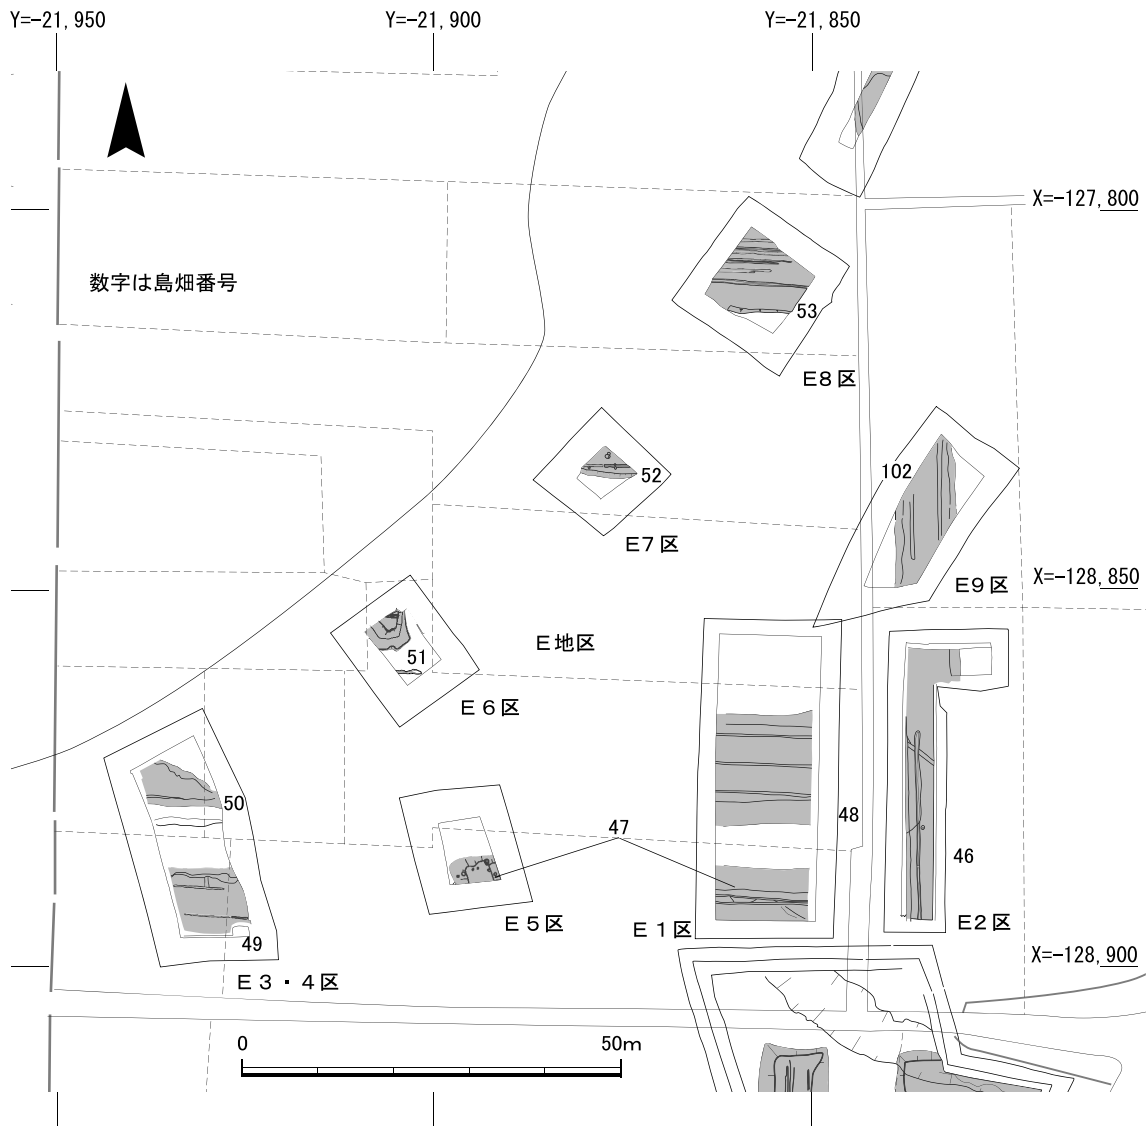 Y=-21,950
Y=-21,900
Y=-21,850
X=-127,800
数字は島畑番号
53
E8区
52
102
E7区
E9区
X=-128,850
E地区
51
E6区
50
47
48
46
E5区
E1区
E2区
49
E3・4区
X=-128,900
0
50m